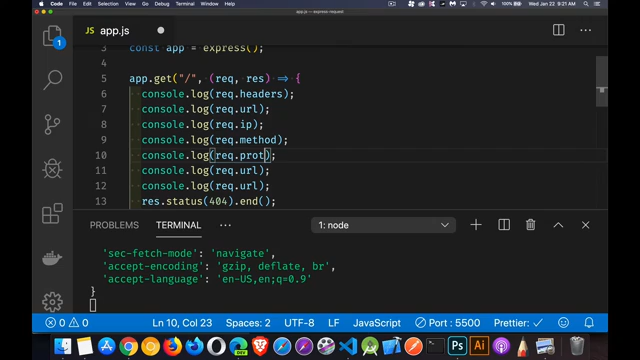 Selection View Go Debug Terminal Window Help
100%
Wed Jan 22 9:21 AM
app.js — express-request
JS app.js
3 const app = express();
4
5 app.get("/", (req, res) => {
6 console.log(req.headers);
7 console.log(req.url);
8 console.log(req.ip);
9 console.log(req.method);
10 console.log(req.prot);
11 console.log(req.url);
12 console.log(req.url);
13 res.status(404).end();
PROBLEMS TERMINAL ... 1: node
'sec-fetch-mode': 'navigate',
'accept-encoding': 'gzip, deflate, br',
'accept-language': 'en-US,en;q=0.9'
}
1
0 0 Ln 10, Col 23 Spaces: 2 UTF-8 LF JavaScript Port : 5500 Prettier: ✓
DEV
Ps
Ai